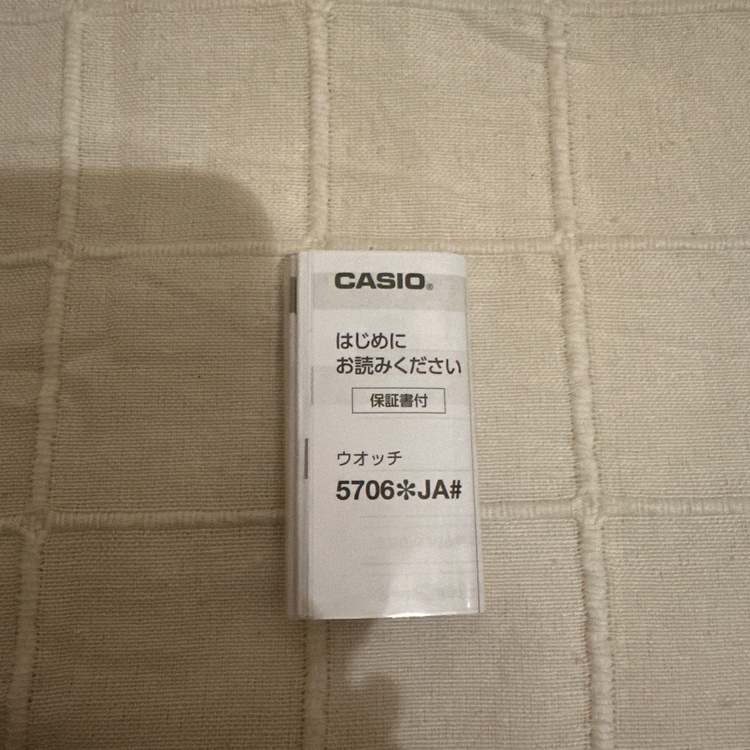 CASIO®
はじめに
お読みください
保証書付
ウオッチ
5706✻JA#